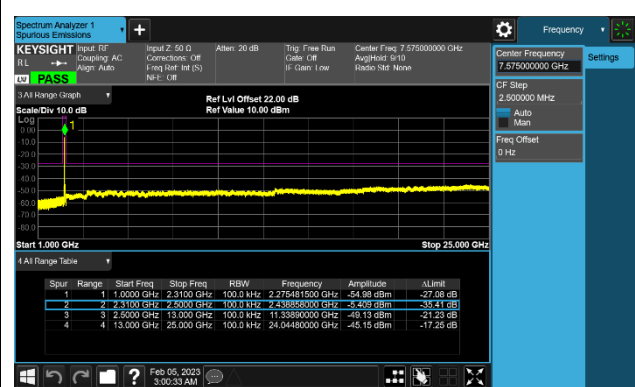 Spectrum Analyzer 1
Spurious Emissions
+
Frequency
KEYSIGHT
RL
PASS
Input: RF
Coupling: AC
Align: Auto
Input Z: 50 Ω
Corrections: Off
Freq Ref: Int (S)
NFE: Off
Atten: 20 dB
Trig: Free Run
Gate: Off
IF Gain: Low
Center Freq: 7.575000000 GHz
Avg|Hold: 9/10
Radio Std: None
Center Frequency
7.575000000 GHz
Settings
CF Step
2.500000 MHz
Auto
Man
Freq Offset
0 Hz
3 All Range Graph
Scale/Div 10.0 dB
Ref Lvl Offset 22.00 dB
Ref Value 10.00 dBm
Log
1
0.00
-10.0
-20.0
-30.0
-40.0
-50.0
-60.0
-70.0
-80.0
Start 1.000 GHz
Stop 25.000 GHz
4 All Range Table
Spur Range Start Freq Stop Freq RBW Frequency Amplitude ΔLimit
1 1 1.0000 GHz 2.3100 GHz 100.0 kHz 2.275481500 GHz -54.98 dBm -27.08 dB
2 2 2.3100 GHz 2.5000 GHz 100.0 kHz 2.438858000 GHz -5.409 dBm -35.41 dB
3 3 2.5000 GHz 13.000 GHz 100.0 kHz 11.33890000 GHz -49.13 dBm -21.23 dB
4 4 13.000 GHz 25.000 GHz 100.0 kHz 24.04480000 GHz -45.15 dBm -17.25 dB
?
Feb 05, 2023
3:00:33 AM